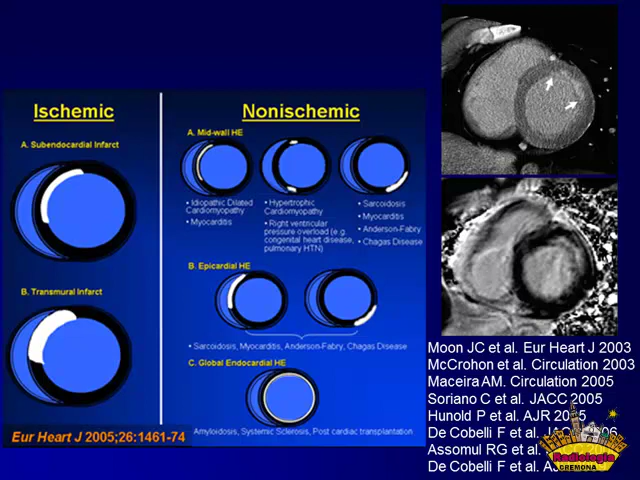 Ischemic
A. Subendocardial Infarct
B. Transmural Infarct
Nonischemic
A. Mid-wall HE
• Idiopathic Dilated
Cardiomyopathy
• Myocarditis
• Hypertrophic
Cardiomyopathy
• Right ventricular
pressure overload (e.g.
congenital heart disease,
pulmonary HTN)
• Sarcoidosis
• Myocarditis
• Anderson-Fabry
• Chagas Disease
B. Epicardial HE
• Sarcoidosis, Myocarditis, Anderson-Fabry, Chagas Disease
C. Global Endocardial HE
Amyloidosis, Systemic Sclerosis, Post cardiac transplantation
Eur Heart J 2005;26:1461-74
Moon JC et al. Eur Heart J 2003
McCrohon et al. Circulation 2003
Maceira AM. Circulation 2005
Soriano C et al. JACC 2005
Hunold P et al. AJR 2005
De Cobelli F et al.
Assomul RG et al.
De Cobelli F et al.
Radiologia
CREMONA